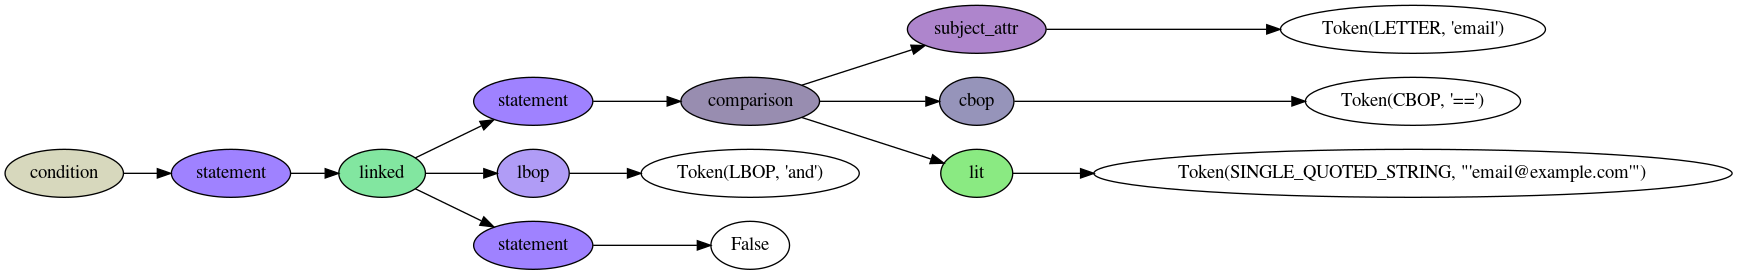 subject_attr
Token(LETTER, 'email')
statement
comparison
cbop
Token(CBOP, '==')
condition
statement
linked
lbop
Token(LBOP, 'and')
lit
Token(SINGLE_QUOTED_STRING, "'email@example.com'")
statement
False